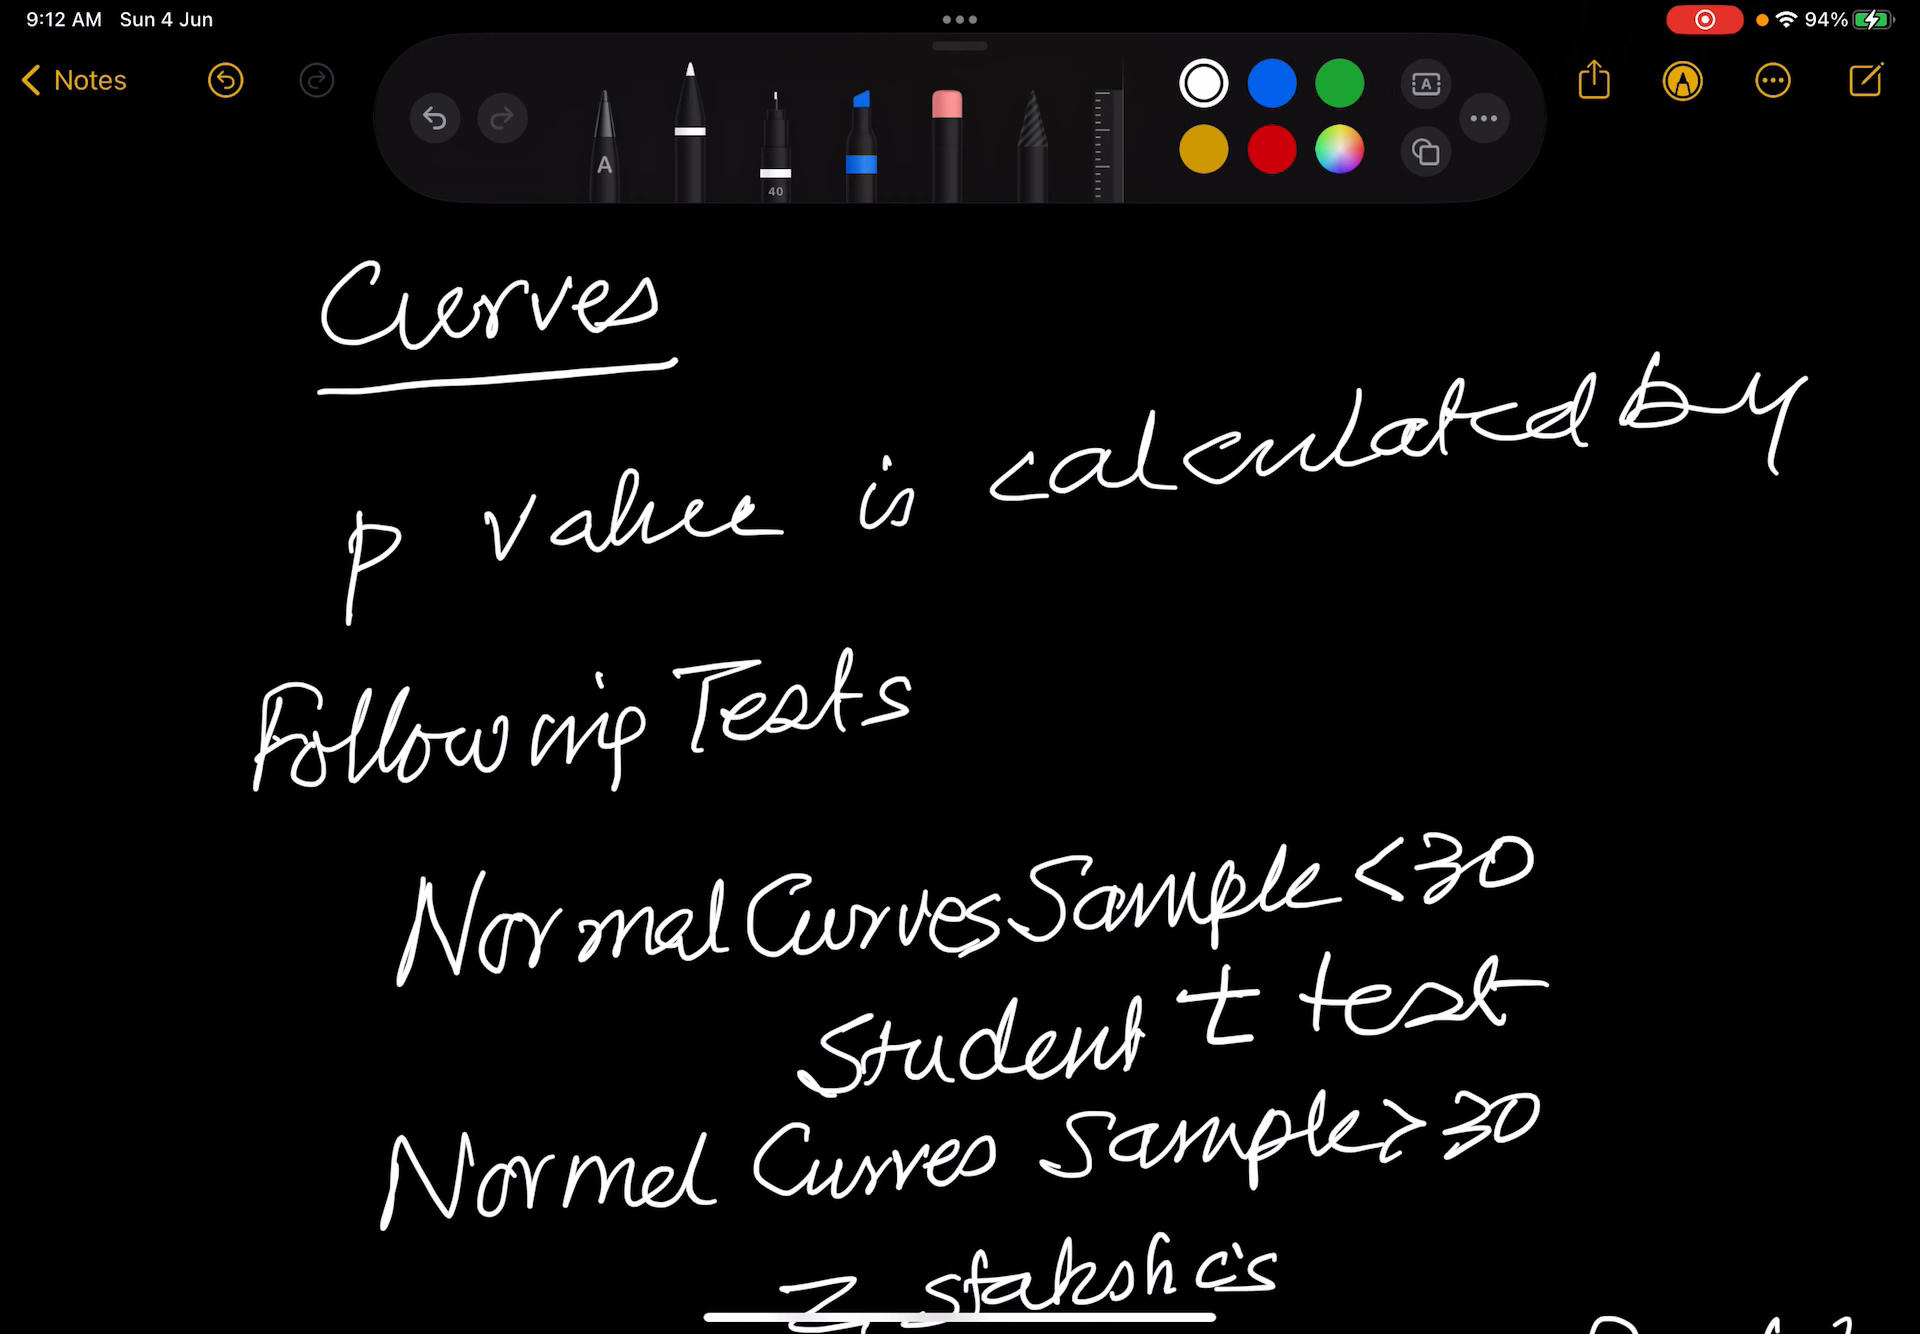 9:12 AM Sun 4 Jun
94%
Notes
A
40
A
Curves
p value is calculated by
Following Tests
Normal Curves Sample <30
Student t test
Normal Curves Sample >30
Z statistics